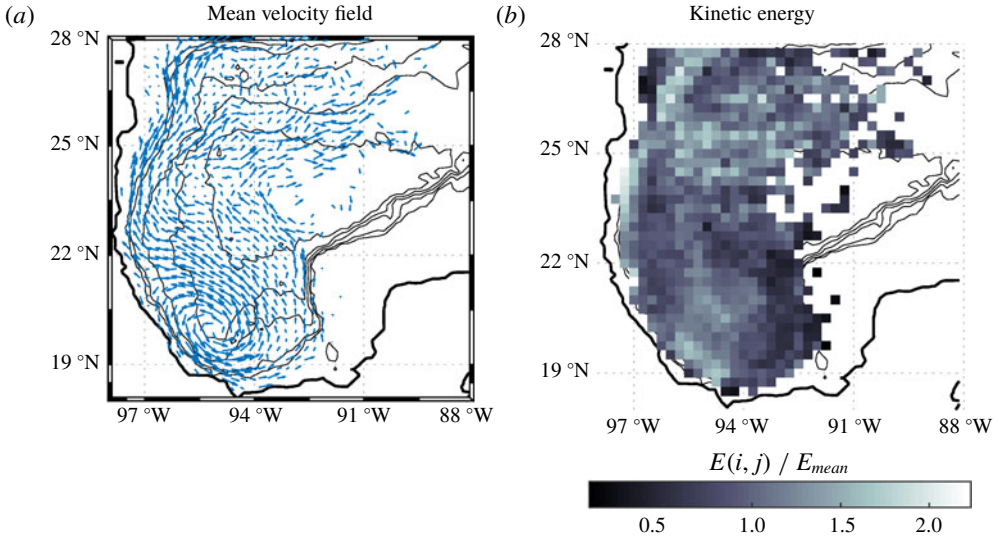 (a) Mean velocity field
28 °N
25 °N
22 °N
19 °N
97 °W 94 °W 91 °W 88 °W
(b) Kinetic energy
28 °N
25 °N
22 °N
19 °N
97 °W 94 °W 91 °W 88 °W
E(i, j) / Emean
0.5 1.0 1.5 2.0